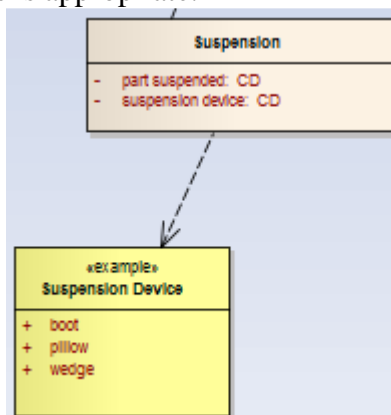 Suspension
- part suspended: CD
- suspension device: CD
«example»
Suspension Device
+ boot
+ pillow
+ wedge